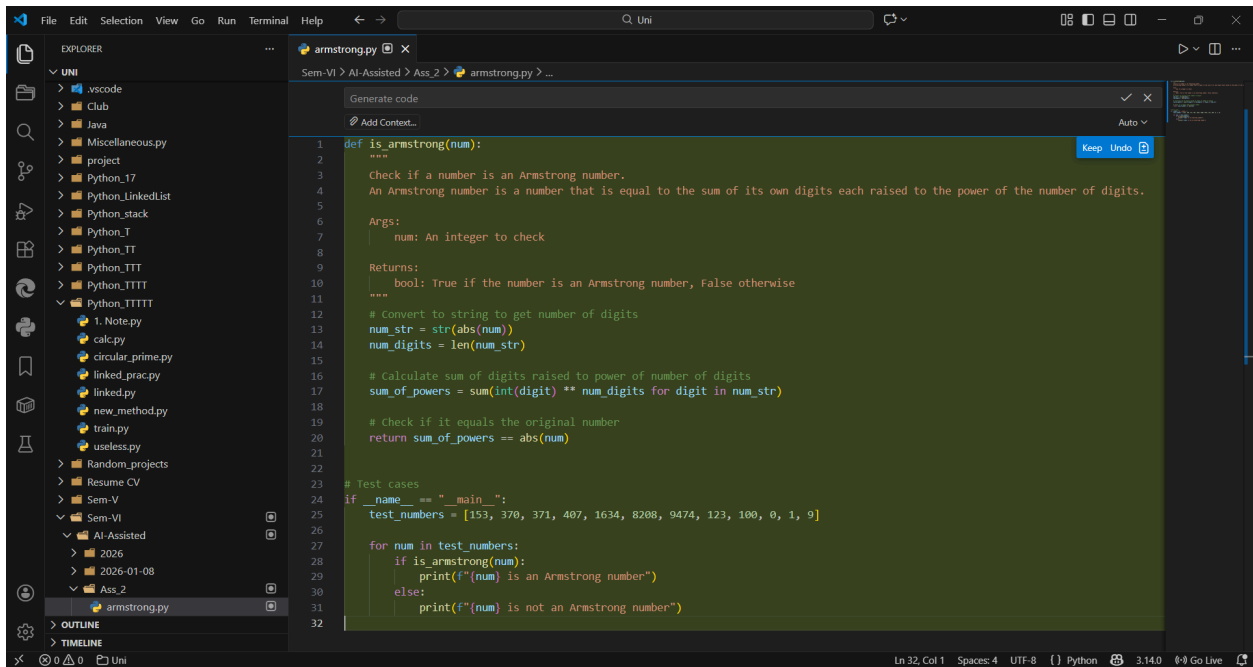 File Edit Selection View Go Run Terminal Help
Uni
EXPLORER
UNI
.vscode
Club
Java
Miscellaneous.py
project
Python_17
Python_LinkedList
Python_stack
Python_T
Python_TT
Python_TTT
Python_TTTT
Python_TTTTT
1. Note.py
calc.py
circular_prime.py
linked_prac.py
linked.py
new_method.py
train.py
useless.py
Random_projects
Resume CV
Sem-V
Sem-VI
AI-Assisted
2026
2026-01-08
Ass_2
armstrong.py
OUTLINE
TIMELINE
armstrong.py
Sem-VI > AI-Assisted > Ass_2 > armstrong.py > ...
Generate code
Add Context...
Auto
Keep Undo
1 def is_armstrong(num):
2 """
3 Check if a number is an Armstrong number.
4 An Armstrong number is a number that is equal to the sum of its own digits each raised to the power of the number of digits.
5
6 Args:
7 num: An integer to check
8
9 Returns:
10 bool: True if the number is an Armstrong number, False otherwise
11 """
12 # Convert to string to get number of digits
13 num_str = str(abs(num))
14 num_digits = len(num_str)
15
16 # Calculate sum of digits raised to power of number of digits
17 sum_of_powers = sum(int(digit) ** num_digits for digit in num_str)
18
19 # Check if it equals the original number
20 return sum_of_powers == abs(num)
21
22
23 # Test cases
24 if __name__ == "__main__":
25 test_numbers = [153, 370, 371, 407, 1634, 8208, 9474, 123, 100, 0, 1, 9]
26
27 for num in test_numbers:
28 if is_armstrong(num):
29 print(f"{num} is an Armstrong number")
30 else:
31 print(f"{num} is not an Armstrong number")
32
0 0 Uni
Ln 32, Col 1 Spaces: 4 UTF-8 {} Python 3.14.0 Go Live